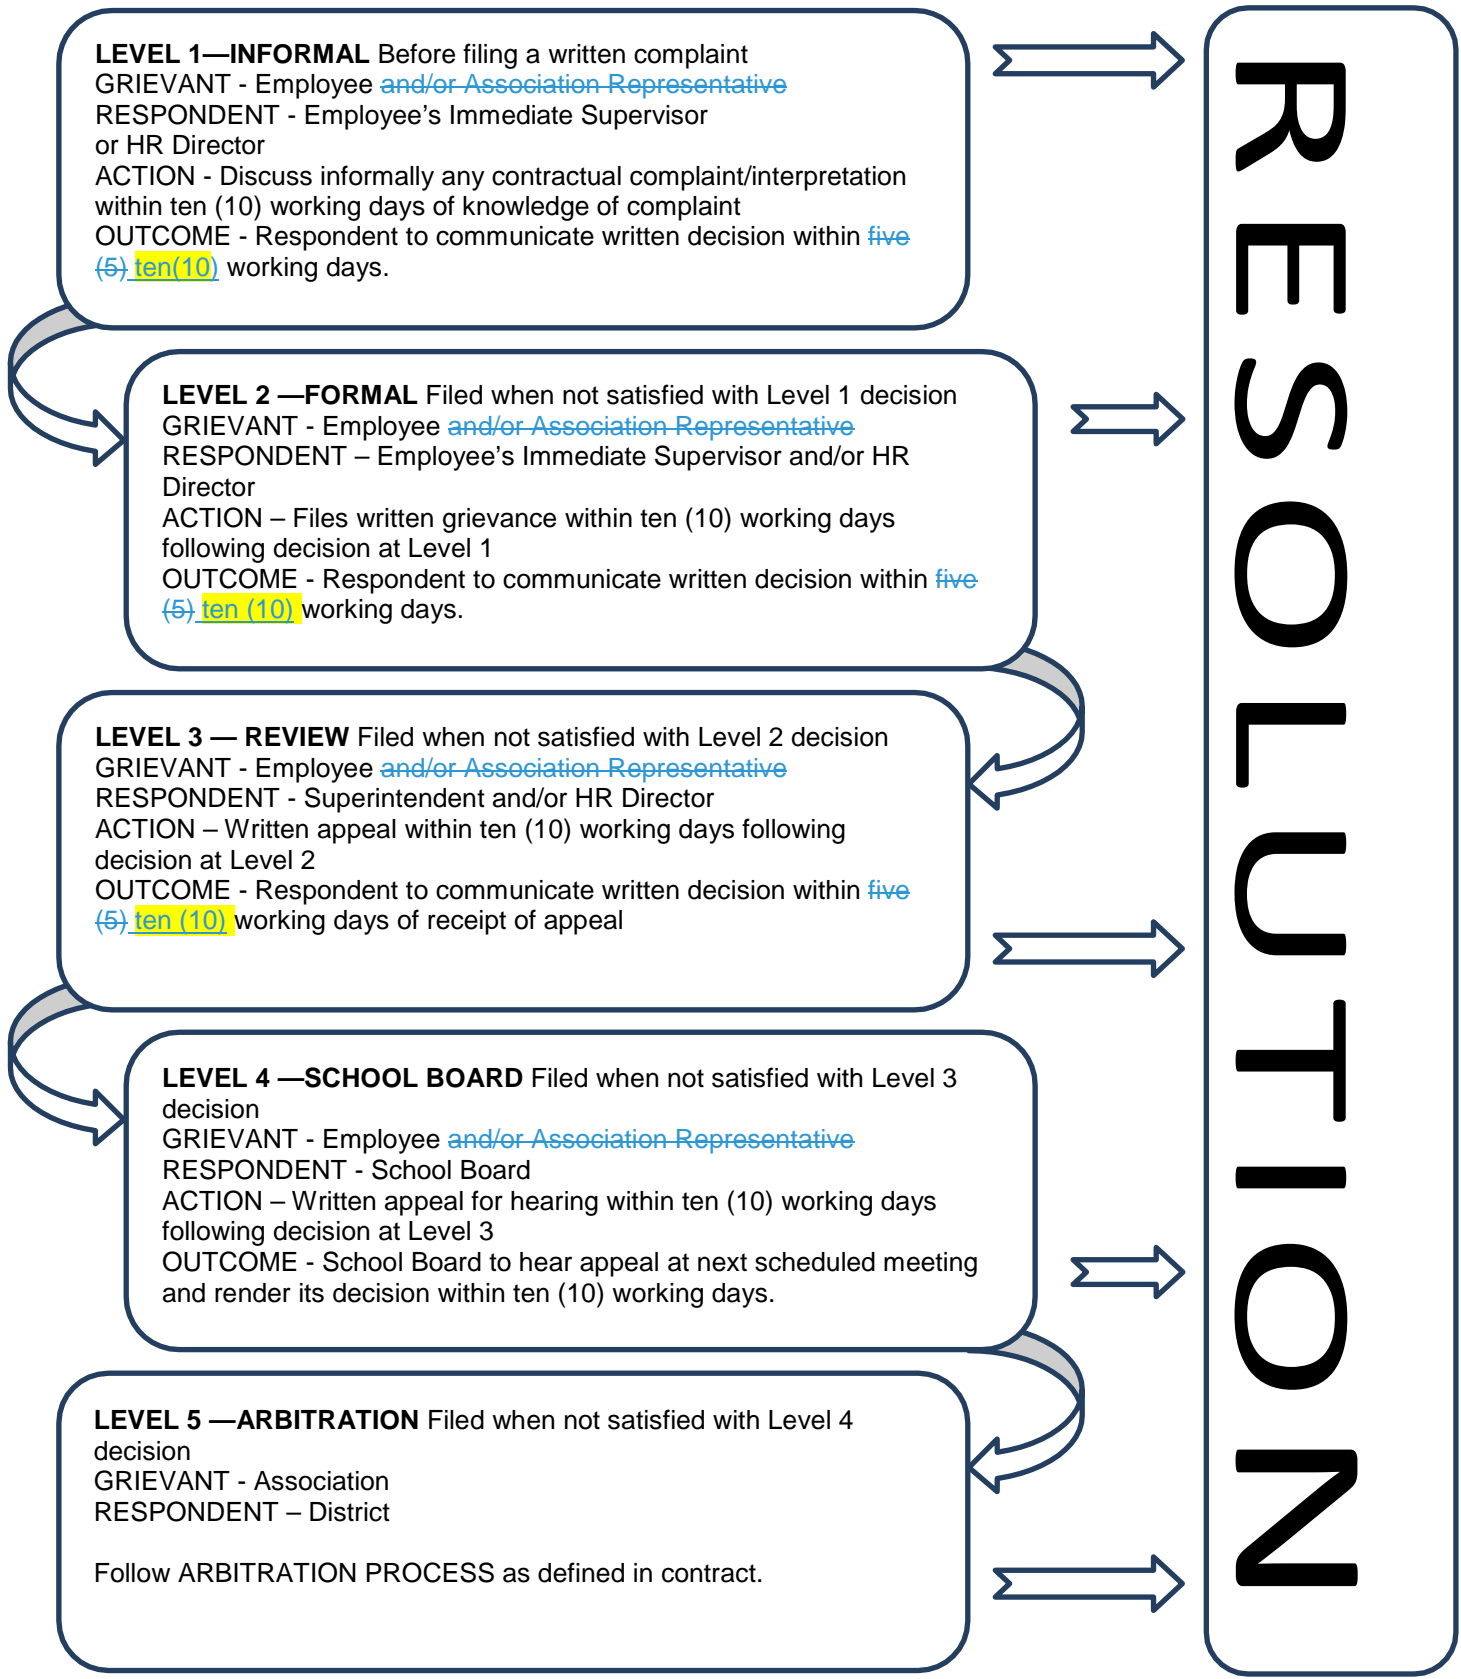 LEVEL 1—INFORMAL Before filing a written complaint
GRIEVANT - Employee and/or Association Representative
RESPONDENT - Employee’s Immediate Supervisor
or HR Director
ACTION - Discuss informally any contractual complaint/interpretation
within ten (10) working days of knowledge of complaint
OUTCOME - Respondent to communicate written decision within five
(5) ten(10) working days.
LEVEL 2 —FORMAL Filed when not satisfied with Level 1 decision
GRIEVANT - Employee and/or Association Representative
RESPONDENT – Employee’s Immediate Supervisor and/or HR
Director
ACTION – Files written grievance within ten (10) working days
following decision at Level 1
OUTCOME - Respondent to communicate written decision within five
(5) ten (10) working days.
LEVEL 3 — REVIEW Filed when not satisfied with Level 2 decision
GRIEVANT - Employee and/or Association Representative
RESPONDENT - Superintendent and/or HR Director
ACTION – Written appeal within ten (10) working days following
decision at Level 2
OUTCOME - Respondent to communicate written decision within five
(5) ten (10) working days of receipt of appeal
LEVEL 4 —SCHOOL BOARD Filed when not satisfied with Level 3
decision
GRIEVANT - Employee and/or Association Representative
RESPONDENT - School Board
ACTION – Written appeal for hearing within ten (10) working days
following decision at Level 3
OUTCOME - School Board to hear appeal at next scheduled meeting
and render its decision within ten (10) working days.
LEVEL 5 —ARBITRATION Filed when not satisfied with Level 4
decision
GRIEVANT - Association
RESPONDENT – District
Follow ARBITRATION PROCESS as defined in contract.
RESOLUTION